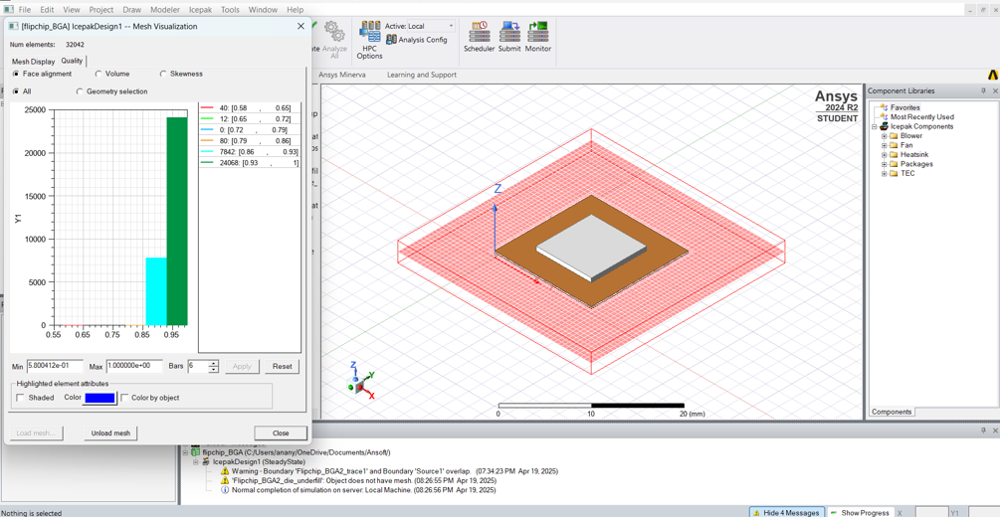 File Edit View Project Draw Modeler Icepak Tools Window Help
[flipchip_BGA] IcepakDesign1 -- Mesh Visualization
Num elements: 32042
Mesh Display Quality
Face alignment Volume Skewness
All Geometry selection
25000
20000
15000
10000
5000
0
Y1
0.55 0.65 0.75 0.85 0.95
40: [0.58 , 0.65]
12: [0.65 , 0.72]
0: [0.72 , 0.79]
80: [0.79 , 0.86]
7842: [0.86 , 0.93]
24068: [0.93 , 1]
Min 5.800412e-01 Max 1.000000e+00 Bars 6 Apply Reset
Highlighted element attributes
Shaded Color Color by object
Load mesh... Unload mesh Close
Analyze All
HPC Options
Active: Local
Analysis Config
Scheduler Submit Monitor
Ansys Minerva Learning and Support
Ansys
2024 R2
STUDENT
Z
Z
Y
X
0 10 20 (mm)
Component Libraries
Favorites
Most Recently Used
Icepak Components
Blower
Fan
Heatsink
Packages
TEC
Components
flipchip_BGA (C:/Users/anany/OneDrive/Documents/Ansoft/)
IcepakDesign1 (SteadyState)
Warning - Boundary 'Flipchip_BGA2_trace1' and Boundary 'Source1' overlap. (07:34:23 PM Apr 19, 2025)
'Flipchip_BGA2_die_underfill': Object does not have mesh. (08:26:55 PM Apr 19, 2025)
Normal completion of simulation on server: Local Machine. (08:26:56 PM Apr 19, 2025)
Nothing is selected
Hide 4 Messages Show Progress X Y1